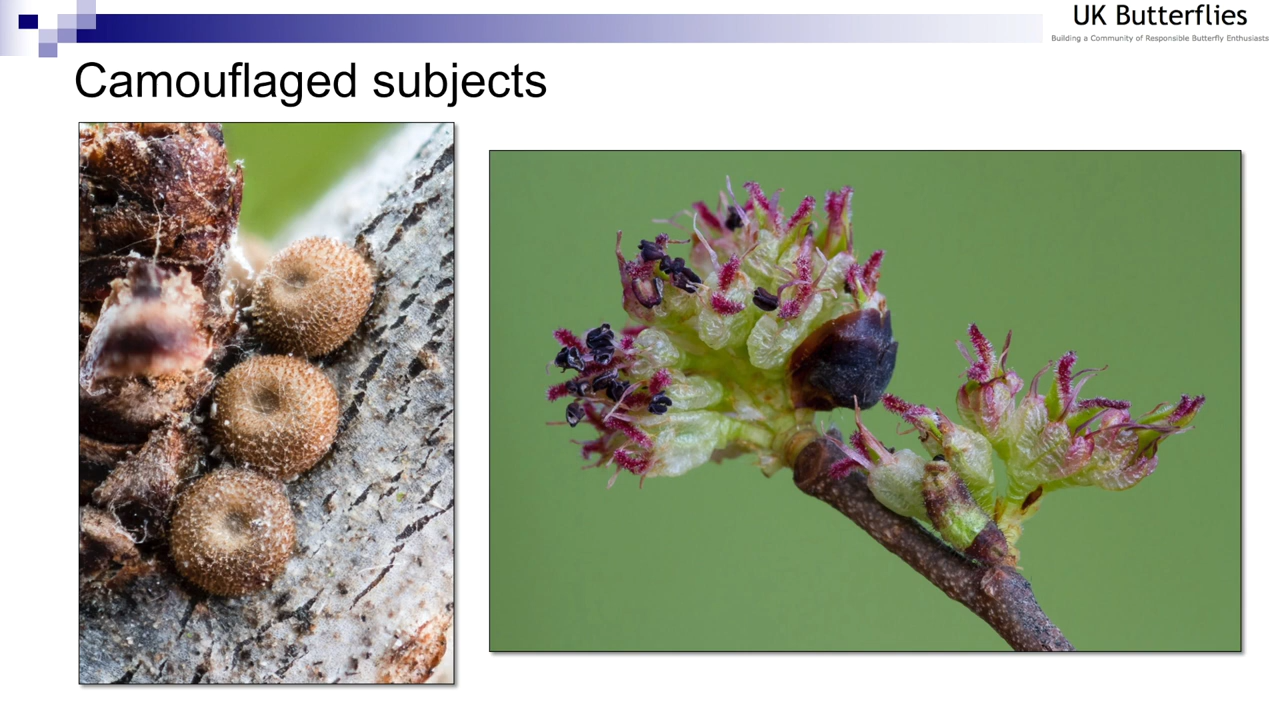 UK Butterflies
Building a Community of Responsible Butterfly Enthusiasts
Camouflaged subjects